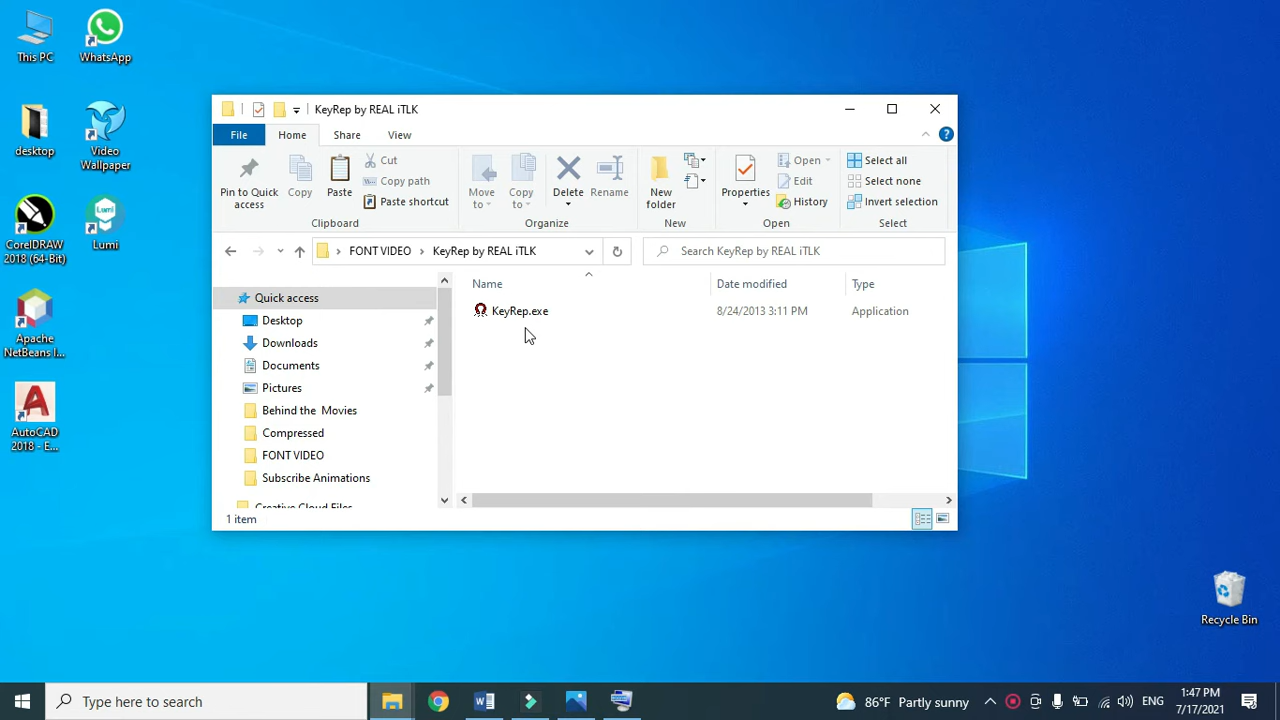 This PC
WhatsApp
desktop
Video
Wallpaper
CorelDRAW
2018 (64-Bit)
Lumi
Apache
NetBeans I...
AutoCAD
2018 - E...
KeyRep by REAL iTLK
File
Home
Share
View
Pin to Quick
access
Copy
Paste
Cut
Copy path
Paste shortcut
Clipboard
Move
to
Copy
to
Delete
Rename
Organize
New
folder
New
Properties
Open
Edit
History
Open
Select all
Select none
Invert selection
Select
FONT VIDEO
KeyRep by REAL iTLK
Search KeyRep by REAL iTLK
Quick access
Desktop
Downloads
Documents
Pictures
Behind the Movies
Compressed
FONT VIDEO
Subscribe Animations
Creative Cloud Files
Name
Date modified
Type
KeyRep.exe
8/24/2013 3:11 PM
Application
1 item
Recycle Bin
Type here to search
86°F Partly sunny
ENG
1:47 PM
7/17/2021